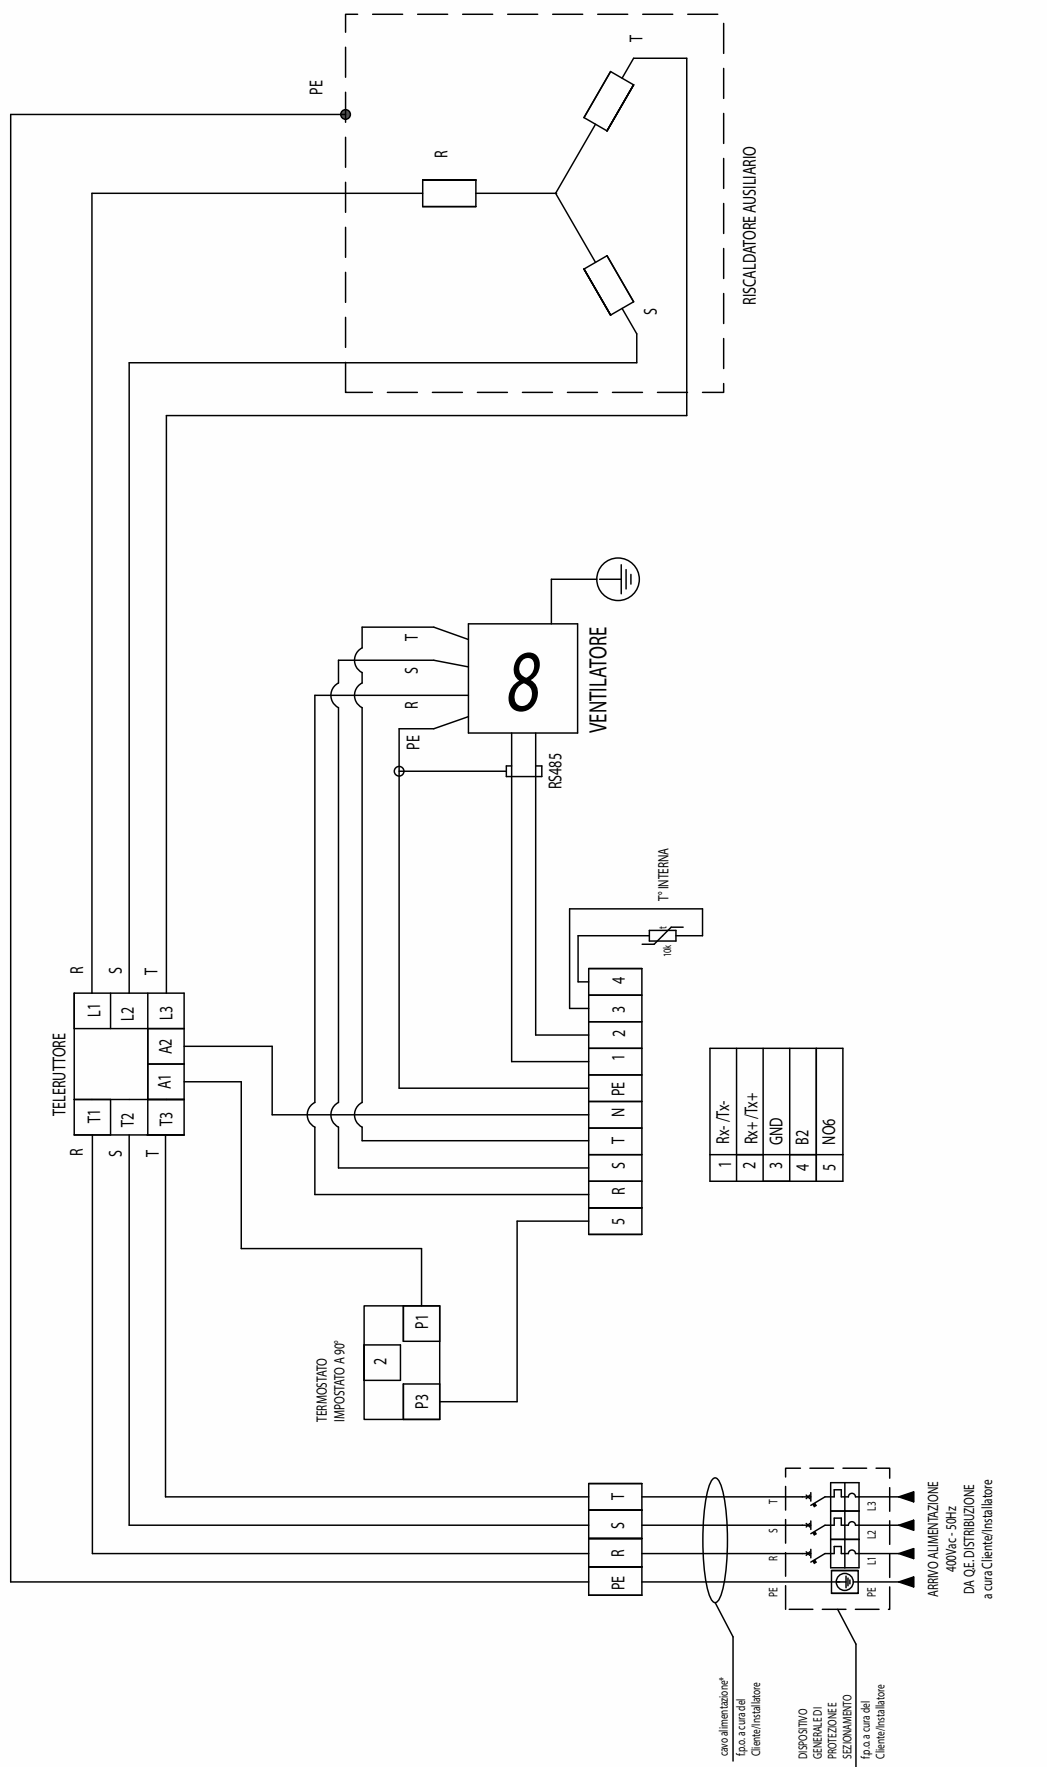 PE
R
T
S
RISCALDATORE AUSILIARIO
T
S
R
PE
8
VENTILATORE
RS485
T° INTERNA
10k
t
TELERUTTORE
R
S
T
L1
L2
L3
A2
A1
T1
T2
T3
R
S
T
4
3
2
1
PE
N
T
S
R
5
1 Rx- /Tx-
2 Rx+ /Tx+
3 GND
4 B2
5 NO6
TERMOSTATO
IMPOSTATO A 90°
P1
2
P3
T
S
R
PE
T
S
R
PE
L3
L2
L1
PE
ARRIVO ALIMENTAZIONE
400Vac - 50Hz
DA Q.E. DISTRIBUZIONE
a cura Cliente/Installatore
cavo alimentazione*
f.p.o. a cura del
Cliente/Installatore
DISPOSITIVO
GENERALE DI
PROTEZIONE E
SEZIONAMENTO
f.p.o. a cura del
Cliente/Installatore